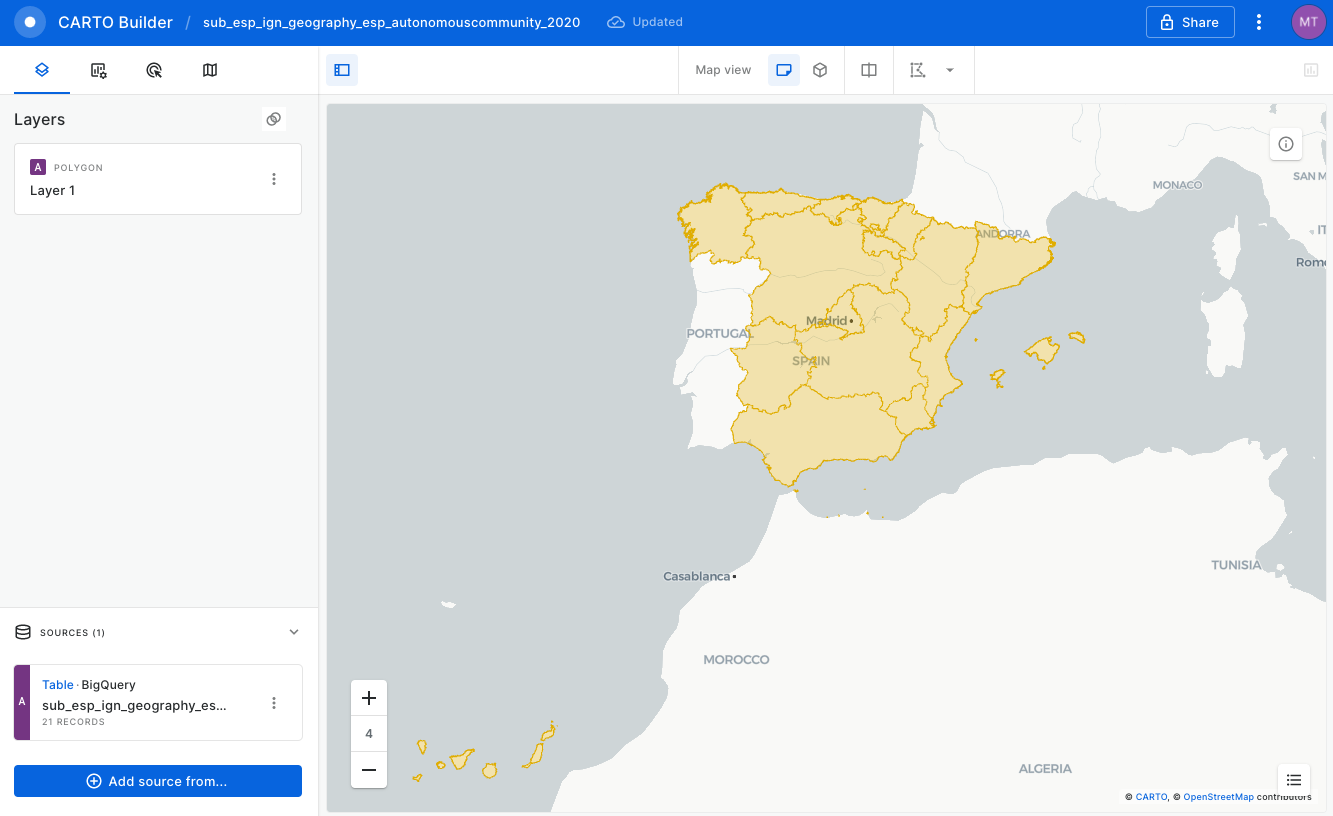 CARTO Builder / sub_esp_ign_geography_esp_autonomouscommunity_2020 Updated Share MT
Map view
Layers
A POLYGON
Layer 1
MONACO
SAN M
ANDORRA
IT
Rome
Madrid
PORTUGAL
SPAIN
Casablanca
TUNISIA
MOROCCO
ALGERIA
SOURCES (1)
A
Table · BigQuery
sub_esp_ign_geography_es...
21 RECORDS
Add source from...
+
4
−
© CARTO, © OpenStreetMap contributors